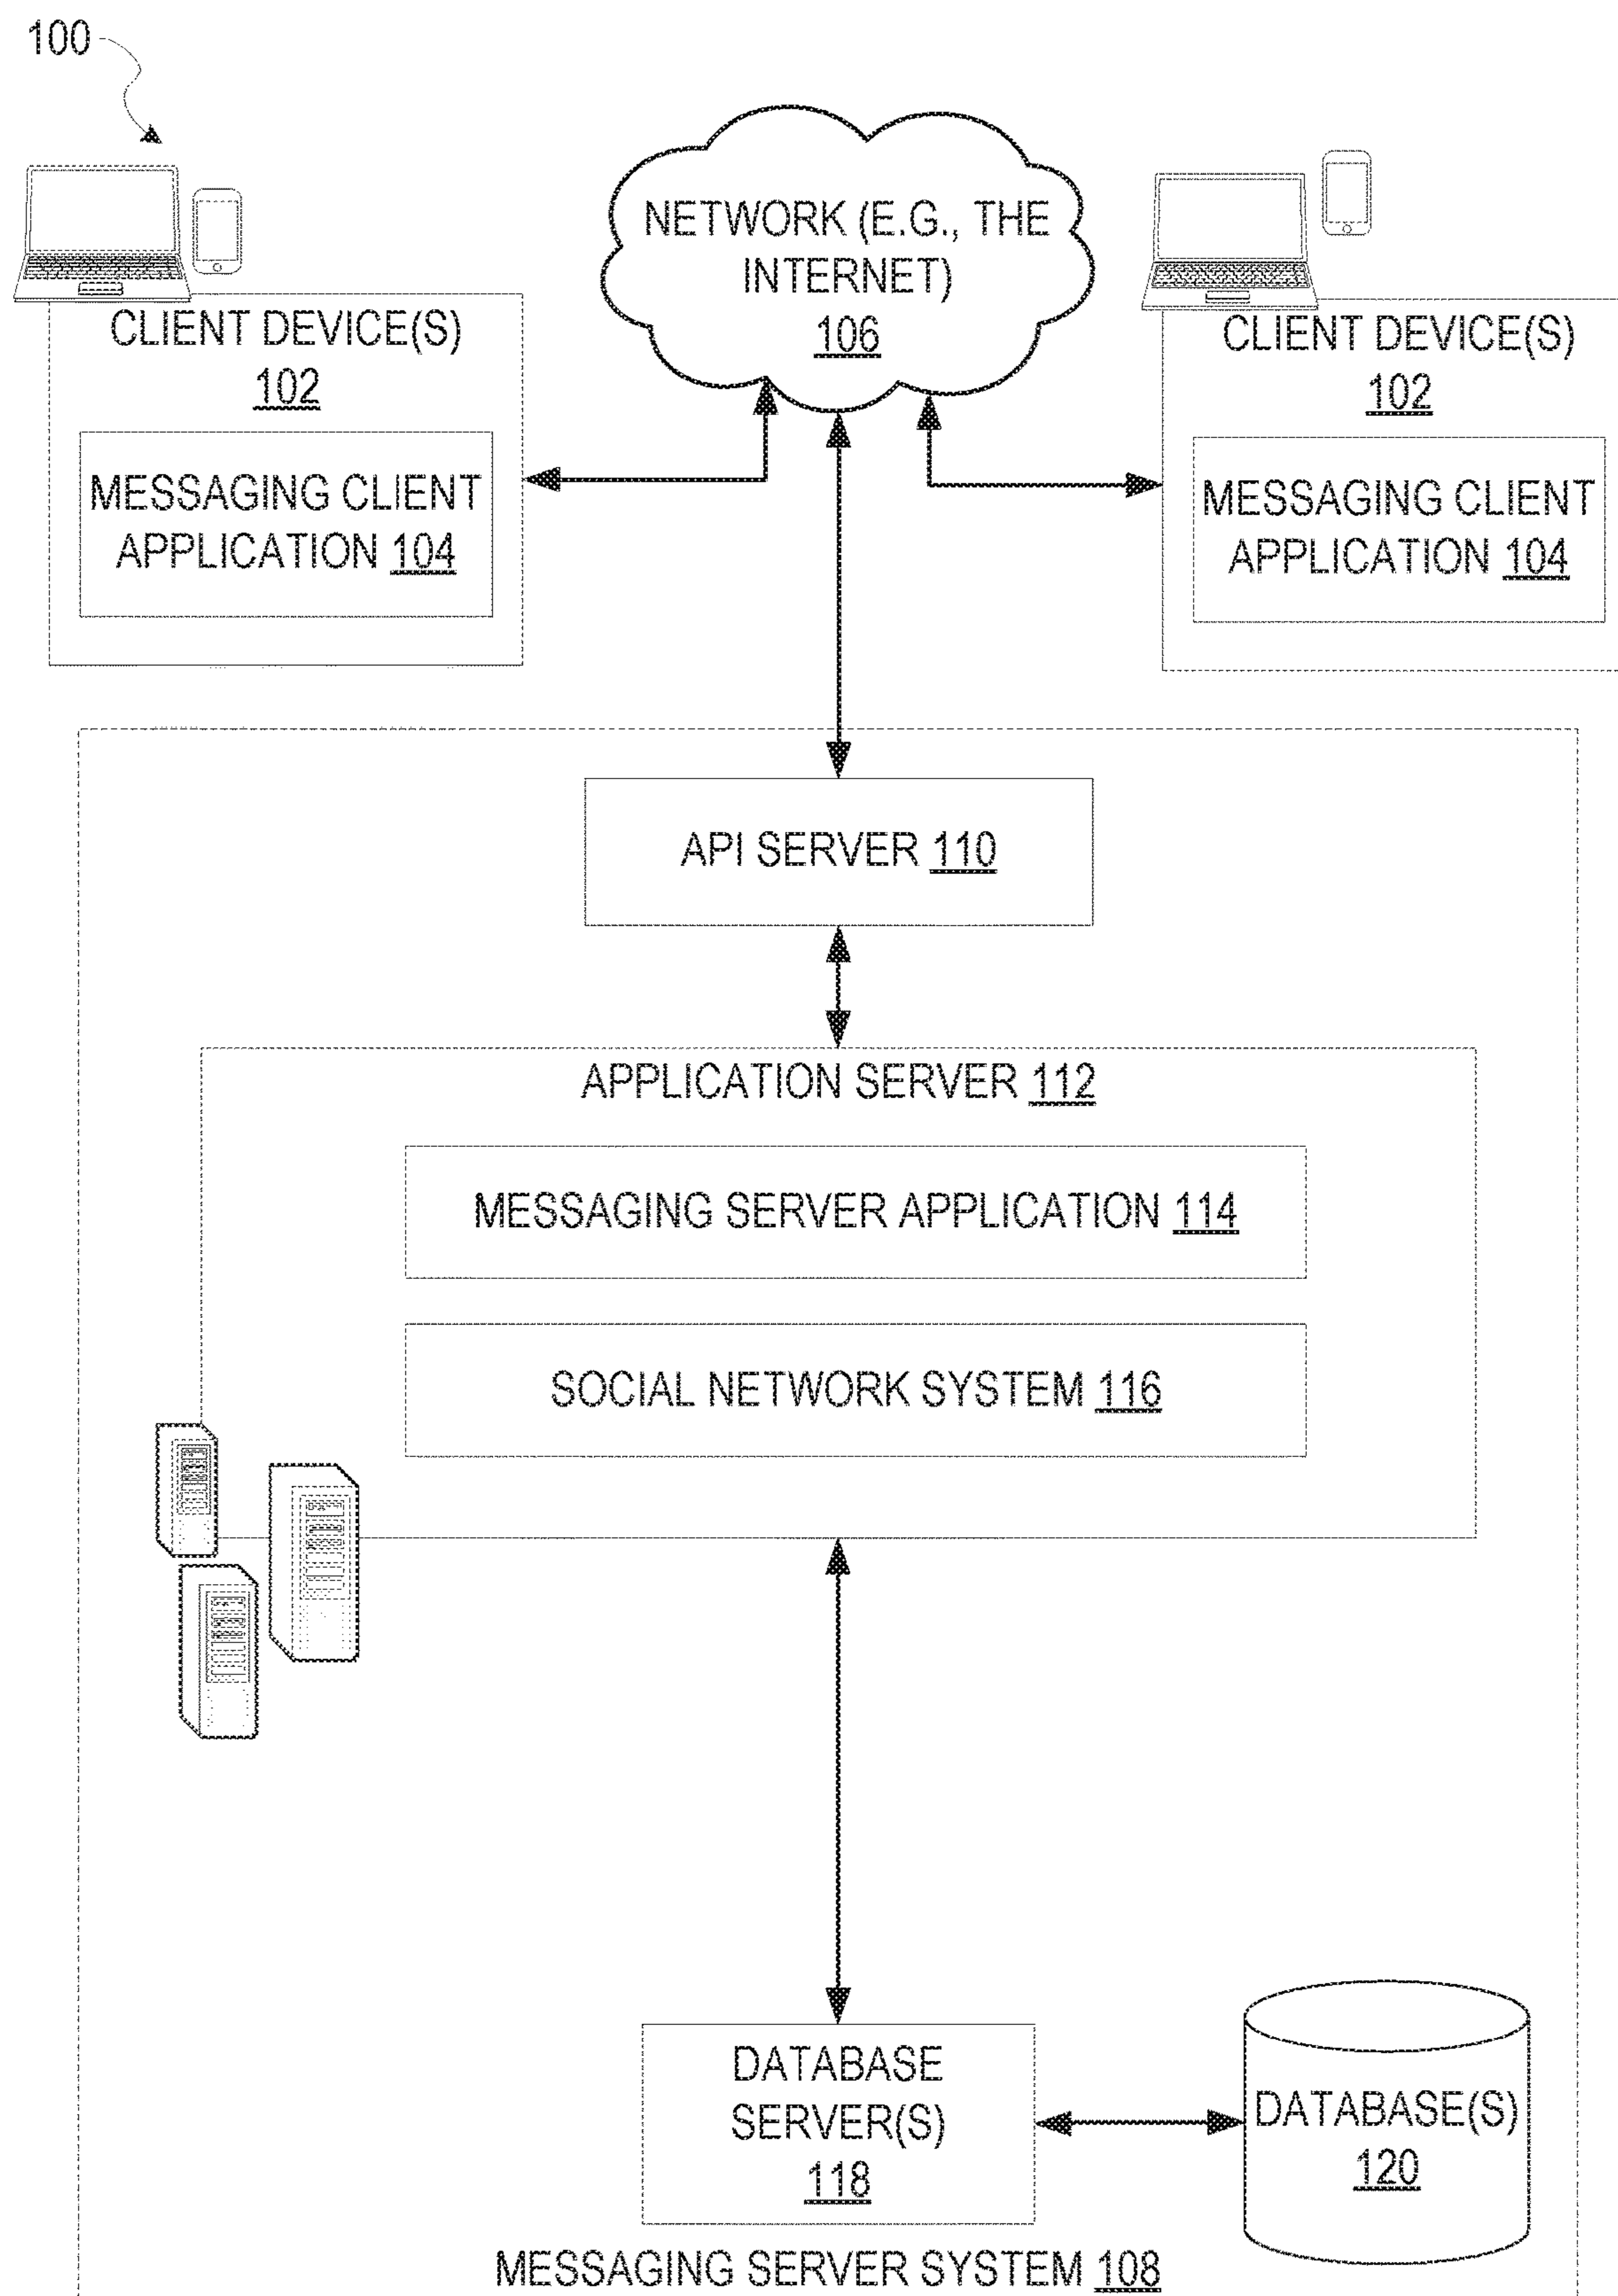 100
NETWORK (E.G., THE
INTERNET)
106
CLIENT DEVICE(S)
102
MESSAGING CLIENT
APPLICATION 104
CLIENT DEVICE(S)
102
MESSAGING CLIENT
APPLICATION 104
API SERVER 110
APPLICATION SERVER 112
MESSAGING SERVER APPLICATION 114
SOCIAL NETWORK SYSTEM 116
DATABASE
SERVER(S)
118
DATABASE(S)
120
MESSAGING SERVER SYSTEM 108